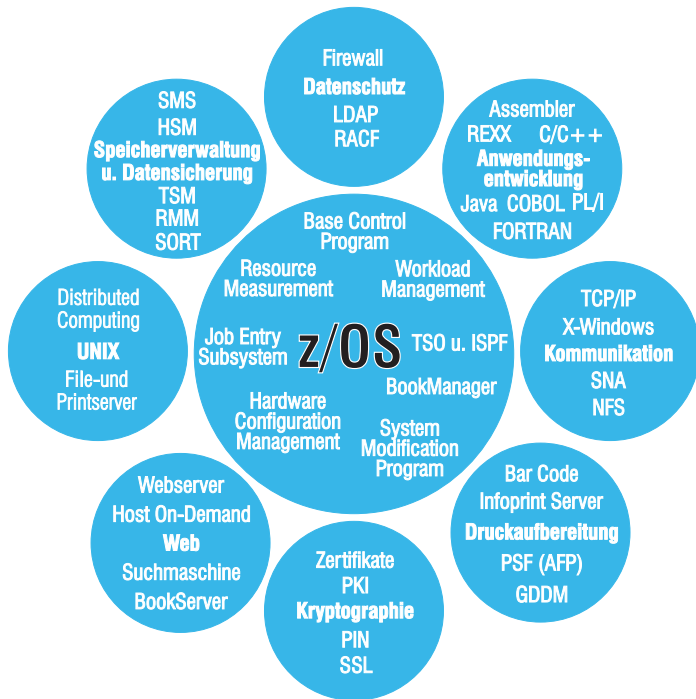 Firewall
Datenschutz
LDAP
RACF
SMS
HSM
Speicherverwaltung
u. Datensicherung
TSM
RMM
SORT
Assembler
REXX C/C++
Anwendungs-
entwicklung
Java COBOL PL/I
FORTRAN
Base Control
Program
Resource
Measurement
Workload
Management
Job Entry
Subsystem
z/OS
TSO u. ISPF
BookManager
Hardware
Configuration
Management
System
Modification
Program
Distributed
Computing
UNIX
File-und
Printserver
TCP/IP
X-Windows
Kommunikation
SNA
NFS
Webserver
Host On-Demand
Web
Suchmaschine
BookServer
Zertifikate
PKI
Kryptographie
PIN
SSL
Bar Code
Infoprint Server
Druckaufbereitung
PSF (AFP)
GDDM